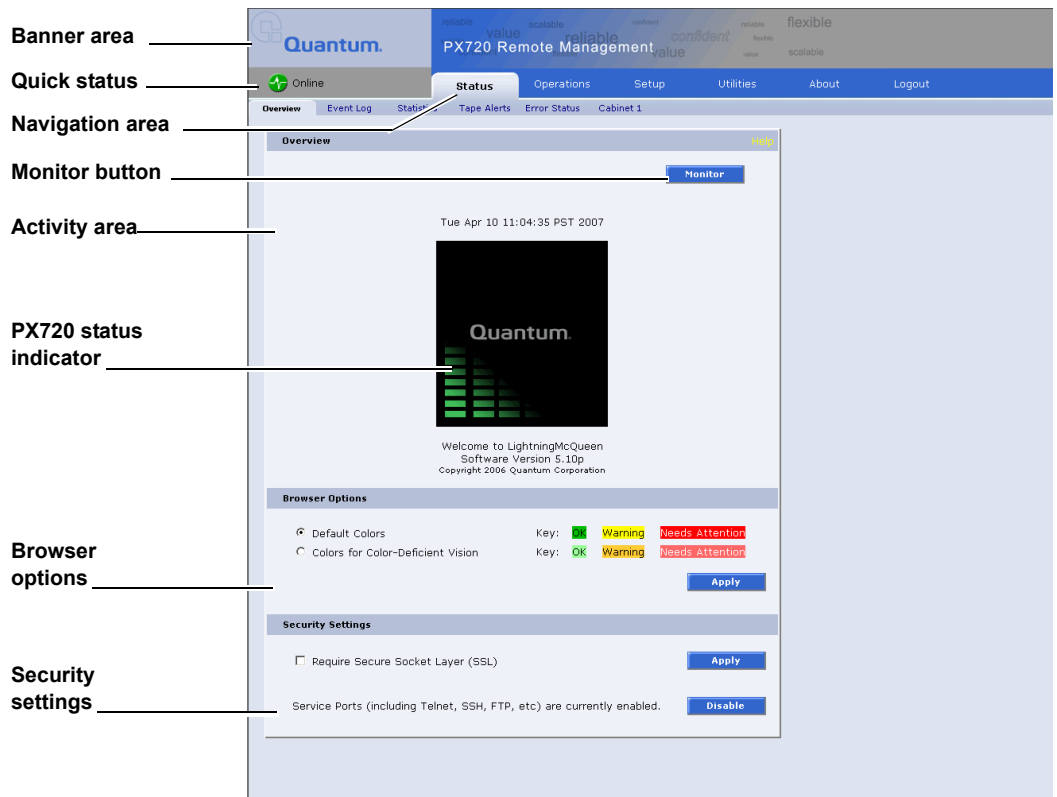 Banner area
Quick status
Navigation area
Monitor button
Activity area
PX720 status
indicator
Browser
options
Security
settings
Quantum.
PX720 Remote Management
reliable
value
scalable
reliable
confident
value
confident
reliable
flexible
value
flexible
scalable
Online
Status
Operations
Setup
Utilities
About
Logout
Overview
Event Log
Statistics
Tape Alerts
Error Status
Cabinet 1
Overview
Help
Monitor
Tue Apr 10 11:04:35 PST 2007
Quantum.
Welcome to LightningMcQueen
Software Version 5.10p
Copyright 2006 Quantum Corporation
Browser Options
Default Colors
Key: OK Warning Needs Attention
Colors for Color-Deficient Vision
Key: OK Warning Needs Attention
Apply
Security Settings
Require Secure Socket Layer (SSL)
Apply
Service Ports (including Telnet, SSH, FTP, etc) are currently enabled.
Disable